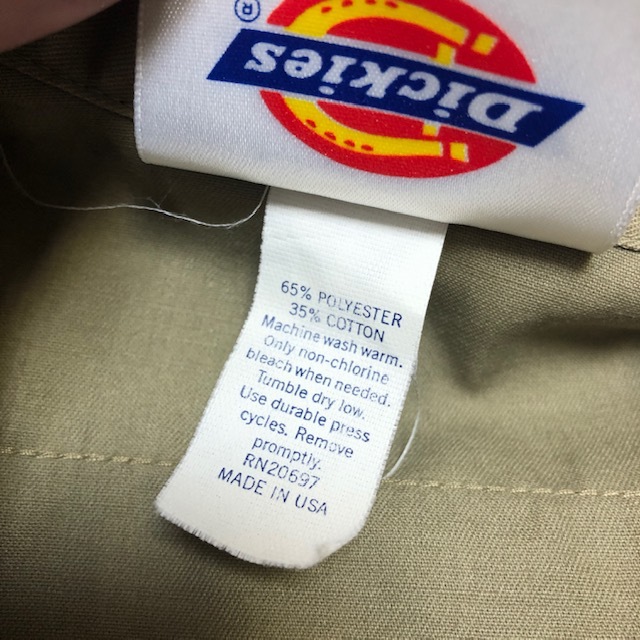 ®
Dickies
65% POLYESTER
35% COTTON
Machine wash warm.
Only non-chlorine
bleach when needed.
Tumble dry low.
Use durable press
cycles. Remove
promptly.
RN20697
MADE IN USA